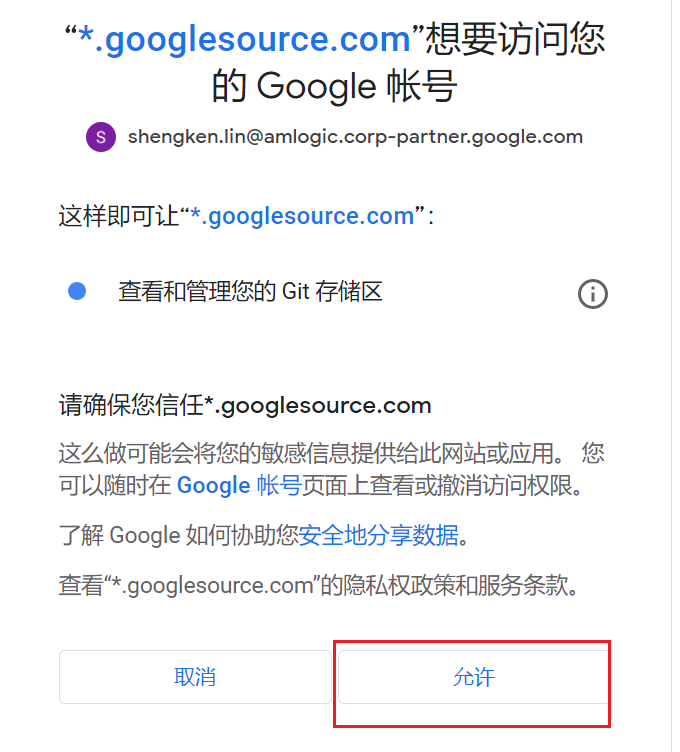 “*.googlesource.com”想要访问您
的 Google 帐号
S shengken.lin@amlogic.corp-partner.google.com
这样即可让“*.googlesource.com”：
查看和管理您的 Git 存储区
请确保您信任*.googlesource.com
这么做可能会将您的敏感信息提供给此网站或应用。 您
可以随时在 Google 帐号页面上查看或撤消访问权限。
了解 Google 如何协助您安全地分享数据。
查看“*.googlesource.com”的隐私权政策和服务条款。
取消
允许